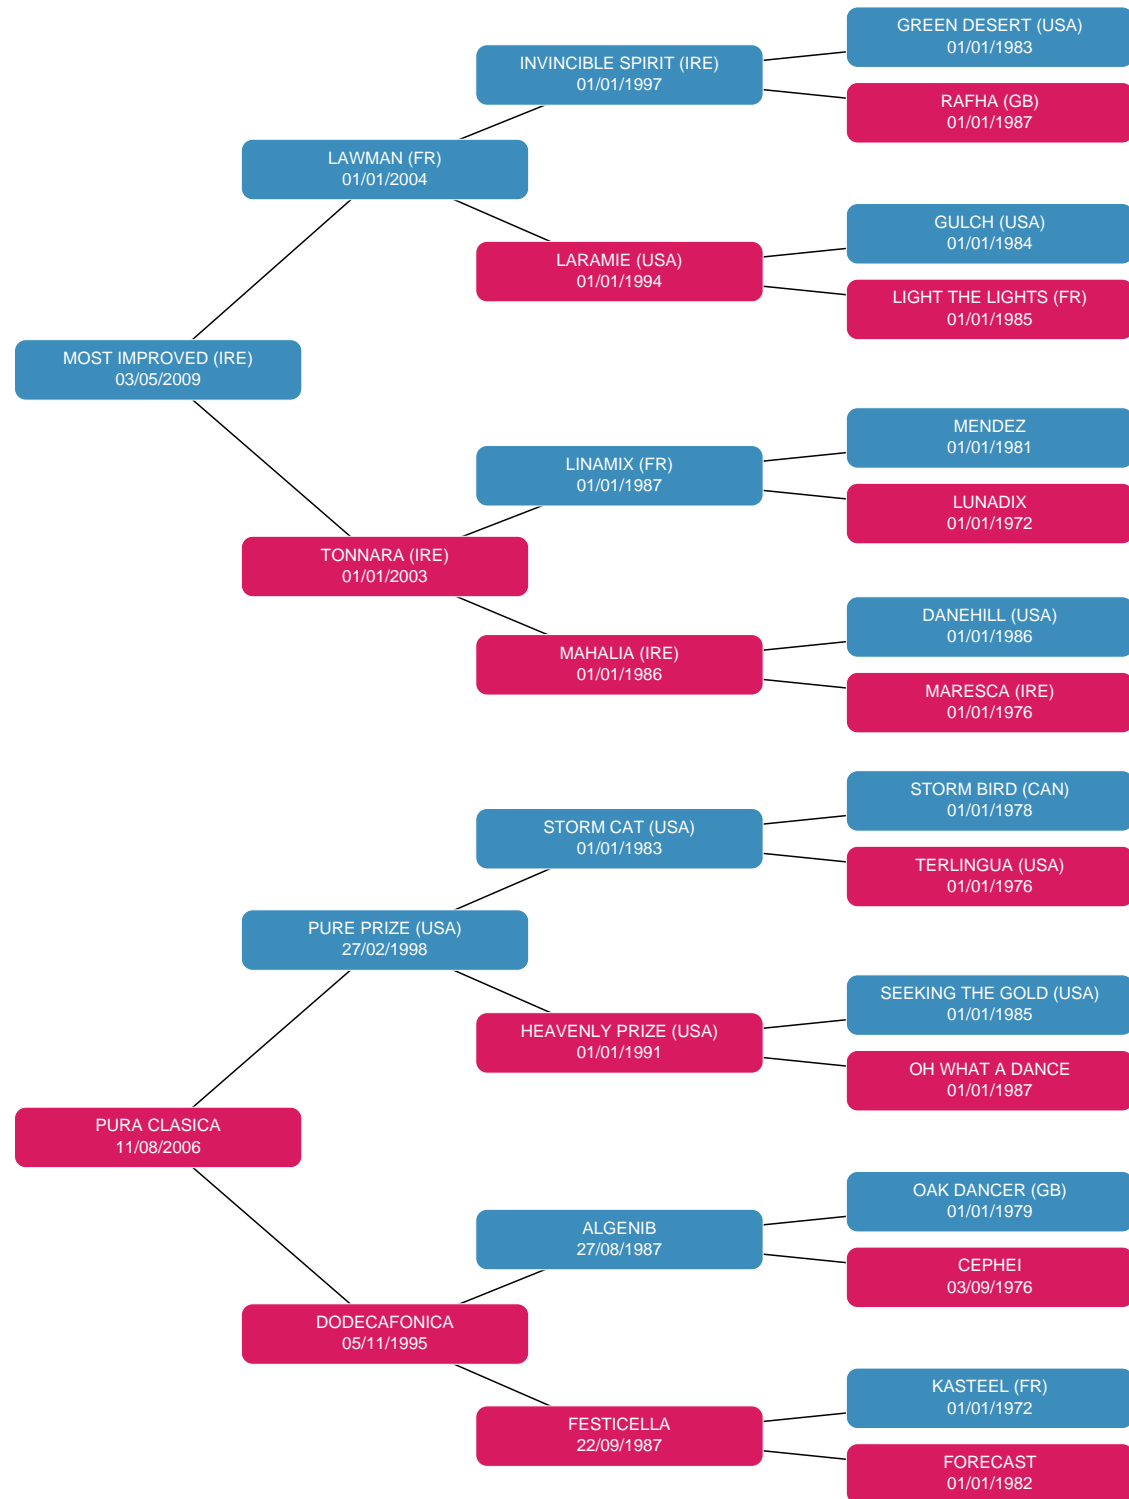 GREEN DESERT (USA)
01/01/1983
INVINCIBLE SPIRIT (IRE)
01/01/1997
RAFHA (GB)
01/01/1987
LAWMAN (FR)
01/01/2004
GULCH (USA)
01/01/1984
LARAMIE (USA)
01/01/1994
LIGHT THE LIGHTS (FR)
01/01/1985
MOST IMPROVED (IRE)
03/05/2009
MENDEZ
01/01/1981
LINAMIX (FR)
01/01/1987
LUNADIX
01/01/1972
TONNARA (IRE)
01/01/2003
DANEHILL (USA)
01/01/1986
MAHALIA (IRE)
01/01/1986
MARESCA (IRE)
01/01/1976
STORM BIRD (CAN)
01/01/1978
STORM CAT (USA)
01/01/1983
TERLINGUA (USA)
01/01/1976
PURE PRIZE (USA)
27/02/1998
SEEKING THE GOLD (USA)
01/01/1985
HEAVENLY PRIZE (USA)
01/01/1991
OH WHAT A DANCE
01/01/1987
PURA CLASICA
11/08/2006
OAK DANCER (GB)
01/01/1979
ALGENIB
27/08/1987
CEPHEI
03/09/1976
DODECAFONICA
05/11/1995
KASTEEL (FR)
01/01/1972
FESTICELLA
22/09/1987
FORECAST
01/01/1982